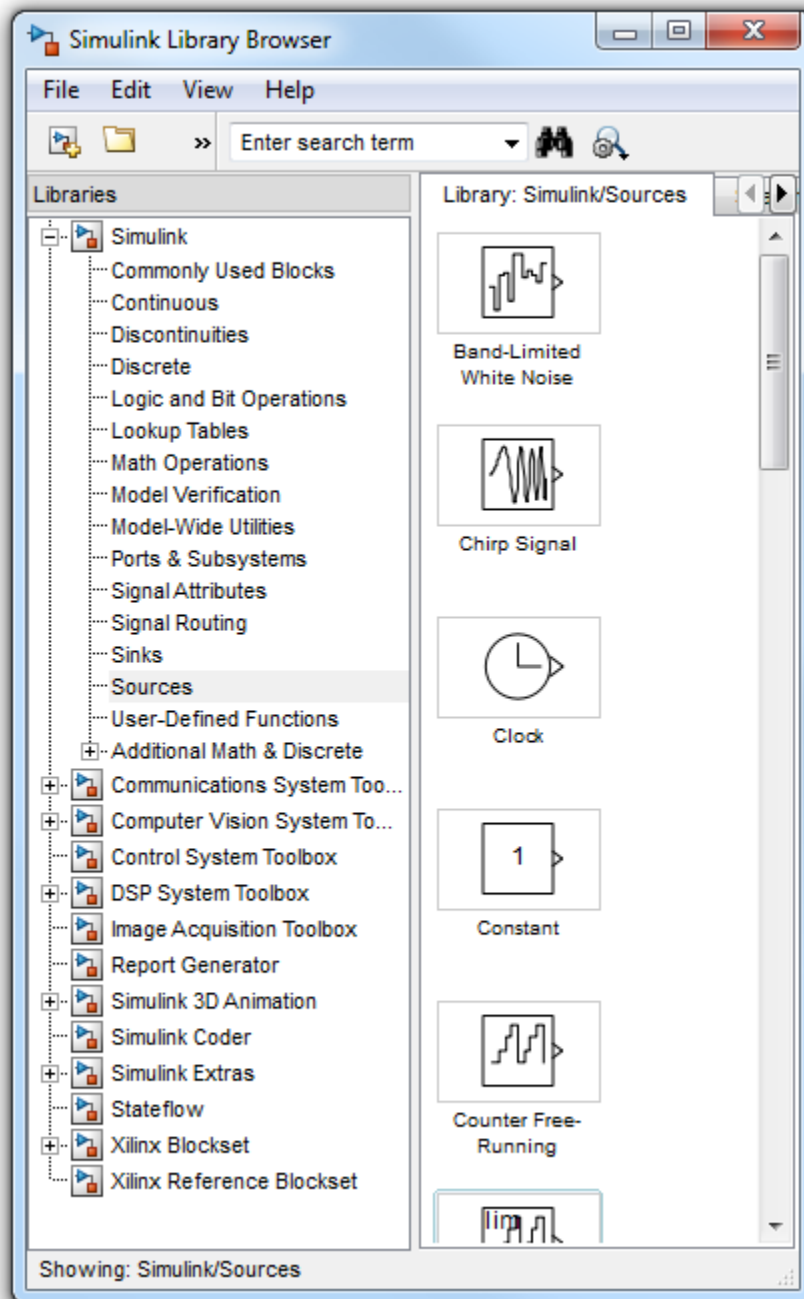 Simulink Library Browser
File Edit View Help
» Enter search term
Libraries
Simulink
Commonly Used Blocks
Continuous
Discontinuities
Discrete
Logic and Bit Operations
Lookup Tables
Math Operations
Model Verification
Model-Wide Utilities
Ports & Subsystems
Signal Attributes
Signal Routing
Sinks
Sources
User-Defined Functions
Additional Math & Discrete
Communications System Too...
Computer Vision System To...
Control System Toolbox
DSP System Toolbox
Image Acquisition Toolbox
Report Generator
Simulink 3D Animation
Simulink Coder
Simulink Extras
Stateflow
Xilinx Blockset
Xilinx Reference Blockset
Library: Simulink/Sources
Band-Limited
White Noise
Chirp Signal
Clock
1
Constant
Counter Free-
Running
lim
Showing: Simulink/Sources